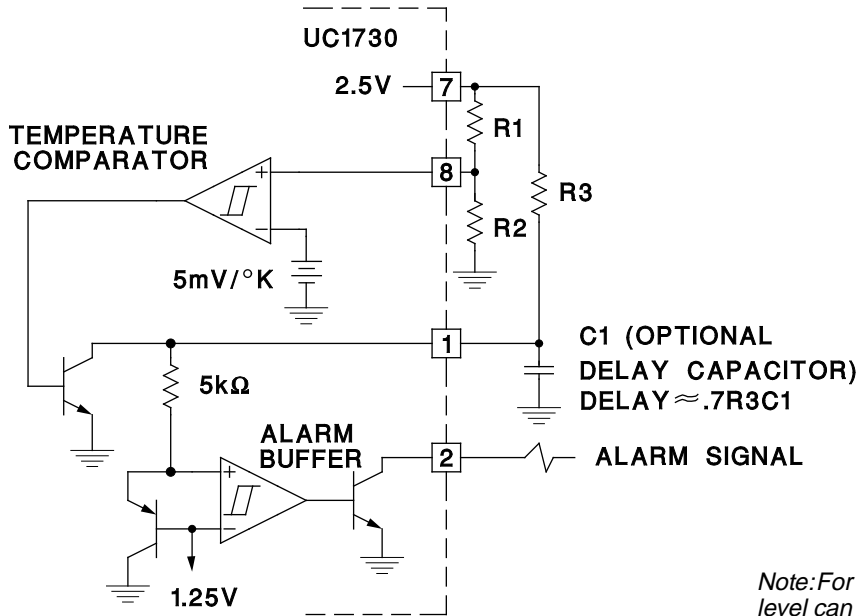 UC1730
2.5V
7
R1
TEMPERATURE
COMPARATOR
+
8
R3
R2
−
5mV/°K
1
C1 (OPTIONAL
DELAY CAPACITOR)
DELAY≈.7R3C1
5kΩ
ALARM
BUFFER
2
ALARM SIGNAL
+
−
1.25V
Note:For
level can